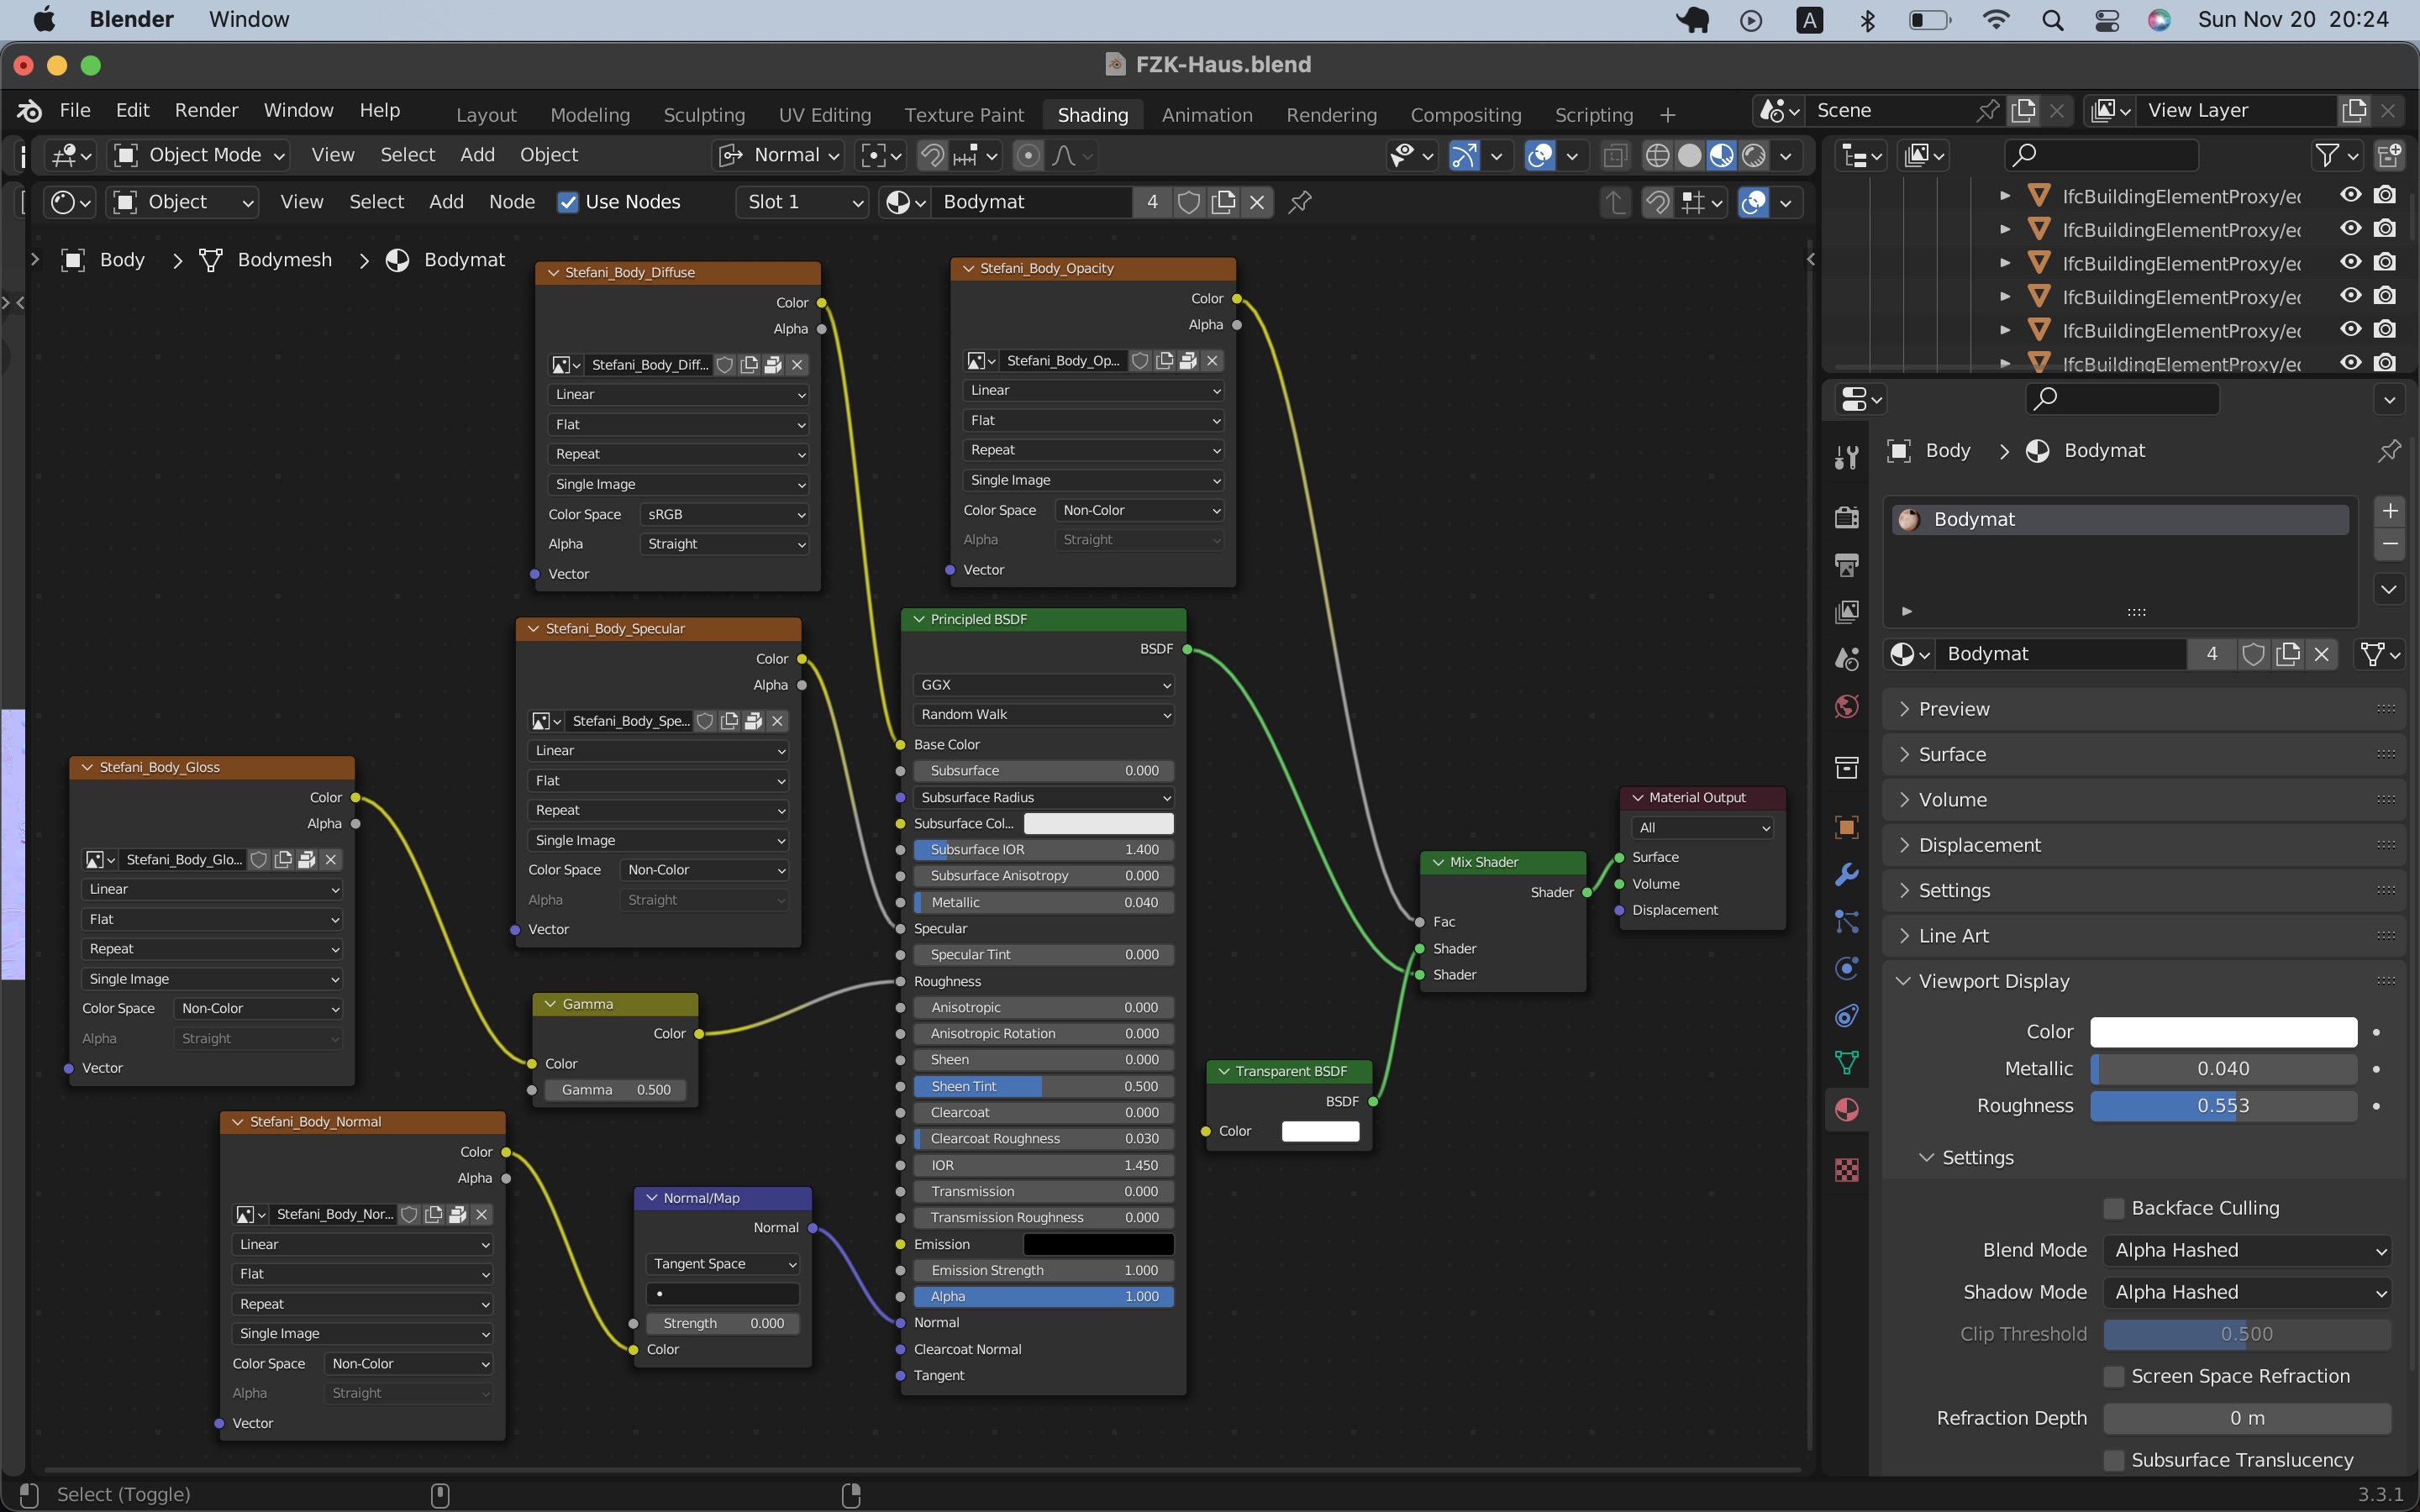 Blender Window A Sun Nov 20 20:24
FZK-Haus.blend
File Edit Render Window Help Layout Modeling Sculpting UV Editing Texture Paint Shading Animation Rendering Compositing Scripting + Scene View Layer
Object Mode View Select Add Object Normal
Object View Select Add Node Use Nodes Slot 1 Bodymat 4
Body > Bodymesh > Bodymat
Stefani_Body_Diffuse
Color
Alpha
Stefani_Body_Diff...
Linear
Flat
Repeat
Single Image
Color Space sRGB
Alpha Straight
Vector
Stefani_Body_Opacity
Color
Alpha
Stefani_Body_Op...
Linear
Flat
Repeat
Single Image
Color Space Non-Color
Alpha Straight
Vector
Stefani_Body_Specular
Color
Alpha
Stefani_Body_Spe...
Linear
Flat
Repeat
Single Image
Color Space Non-Color
Alpha Straight
Vector
Stefani_Body_Gloss
Color
Alpha
Stefani_Body_Glo...
Linear
Flat
Repeat
Single Image
Color Space Non-Color
Alpha Straight
Vector
Gamma
Color
Color
Gamma 0.500
Stefani_Body_Normal
Color
Alpha
Stefani_Body_Nor...
Linear
Flat
Repeat
Single Image
Color Space Non-Color
Alpha Straight
Vector
Normal/Map
Normal
Tangent Space
Strength 0.000
Color
Principled BSDF
BSDF
GGX
Random Walk
Base Color
Subsurface 0.000
Subsurface Radius
Subsurface Col...
Subsurface IOR 1.400
Subsurface Anisotropy 0.000
Metallic 0.040
Specular
Specular Tint 0.000
Roughness
Anisotropic 0.000
Anisotropic Rotation 0.000
Sheen 0.000
Sheen Tint 0.500
Clearcoat 0.000
Clearcoat Roughness 0.030
IOR 1.450
Transmission 0.000
Transmission Roughness 0.000
Emission
Emission Strength 1.000
Alpha 1.000
Normal
Clearcoat Normal
Tangent
Transparent BSDF
BSDF
Color
Mix Shader
Shader
Fac
Shader
Shader
Material Output
All
Surface
Volume
Displacement
IfcBuildingElementProxy/
IfcBuildingElementProxy/
IfcBuildingElementProxy/
IfcBuildingElementProxy/
IfcBuildingElementProxy/
IfcBuildingElementProxy/
Body > Bodymat
Bodymat
Bodymat 4
Preview
Surface
Volume
Displacement
Settings
Line Art
Viewport Display
Color
Metallic 0.040
Roughness 0.553
Settings
Backface Culling
Blend Mode Alpha Hashed
Shadow Mode Alpha Hashed
Clip Threshold 0.500
Screen Space Refraction
Refraction Depth 0 m
Subsurface Translucency
Select (Toggle) 3.3.1